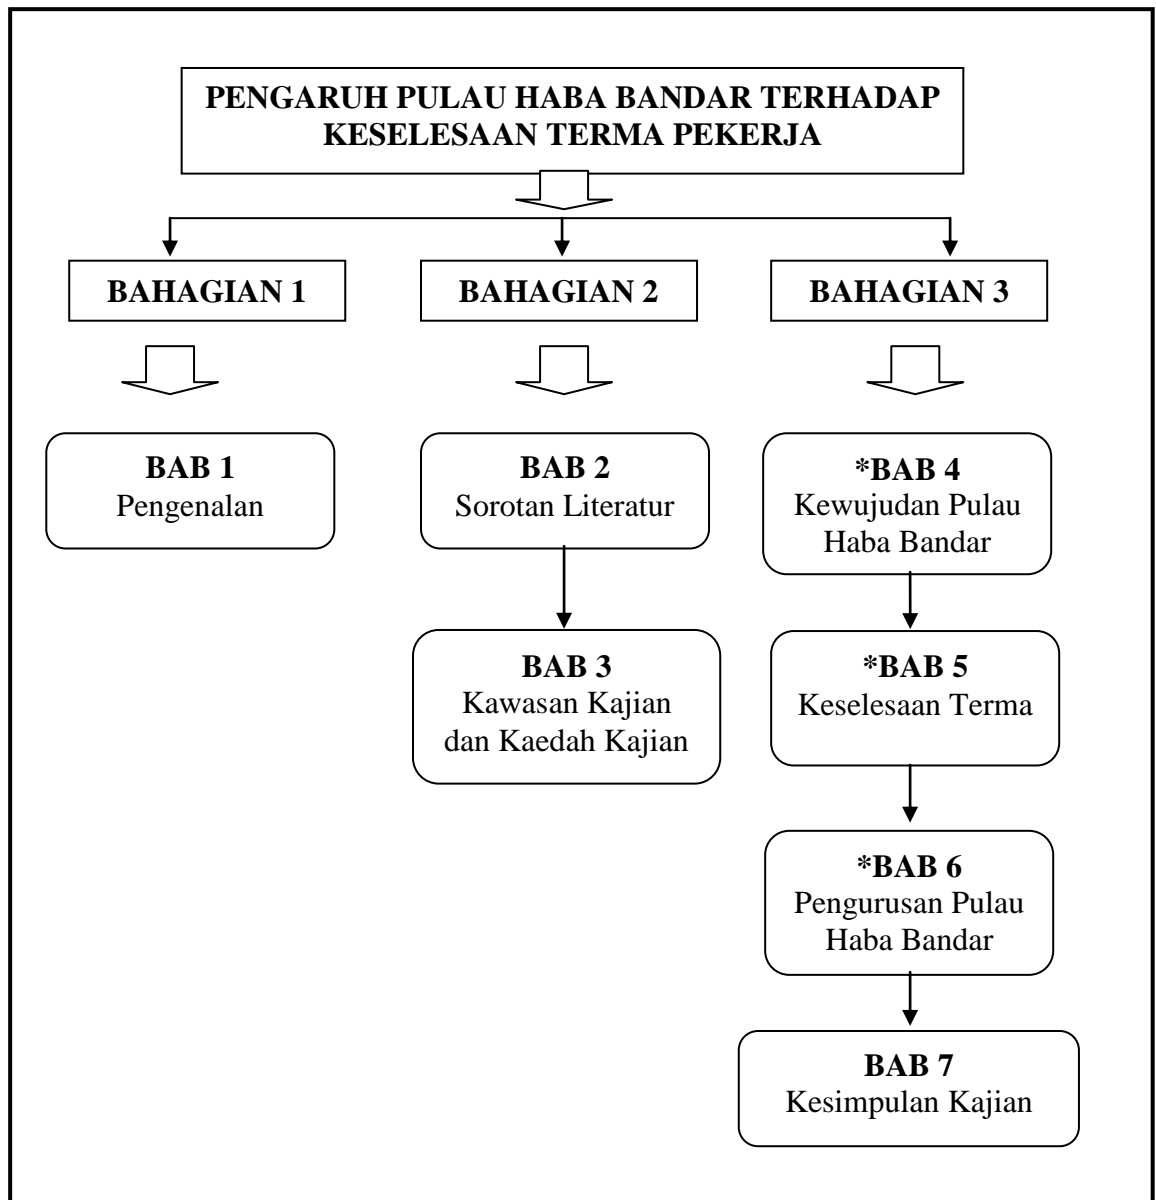 PENGARUH PULAU HABA BANDAR TERHADAP
KESELESAAN TERMA PEKERJA
BAHAGIAN 1
BAHAGIAN 2
BAHAGIAN 3
BAB 1
Pengenalan
BAB 2
Sorotan Literatur
*BAB 4
Kewujudan Pulau
Haba Bandar
BAB 3
Kawasan Kajian
dan Kaedah Kajian
*BAB 5
Keselesaan Terma
*BAB 6
Pengurusan Pulau
Haba Bandar
BAB 7
Kesimpulan Kajian